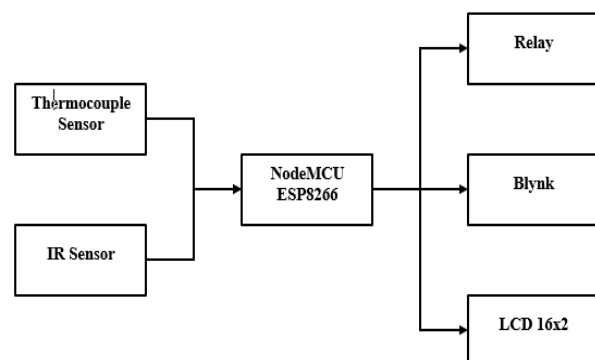 Thermocouple
Sensor
IR Sensor
NodeMCU
ESP8266
Relay
Blynk
LCD 16x2